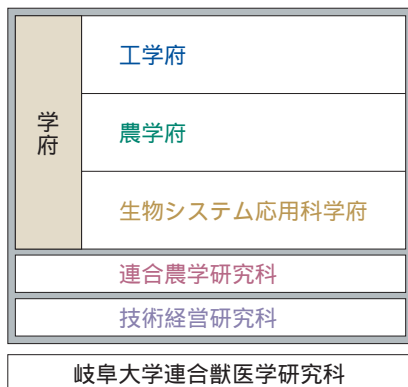 学府
工学府
農学府
生物システム応用科学府
連合農学研究科
技術経営研究科
岐阜大学連合獣医学研究科